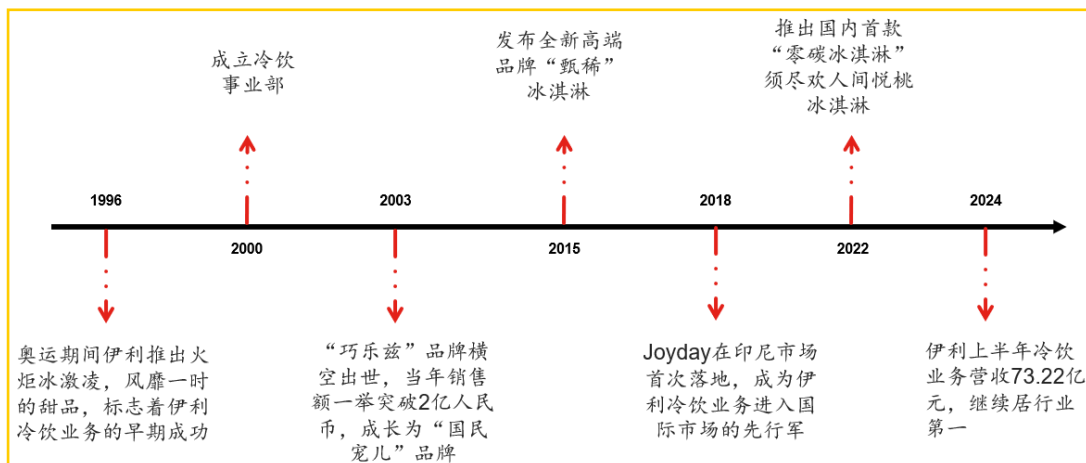 成立冷饮
事业部
发布全新高端
品牌“甄稀”
冰淇淋
推出国内首款
“零碳冰淇淋”
须尽欢人间悦桃
冰淇淋
1996
2003
2018
2024
2000
2015
2022
奥运期间伊利推出火
炬冰激凌，风靡一时
的甜品，标志着伊利
冷饮业务的早期成功
“巧乐兹”品牌横
空出世，当年销售
额一举突破2亿人民
币，成长为“国民
宠儿”品牌
Joyday在印尼市场
首次落地，成为伊
利冷饮业务进入国
际市场的先行军
伊利上半年冷饮
业务营收73.22亿
元，继续居行业
第一